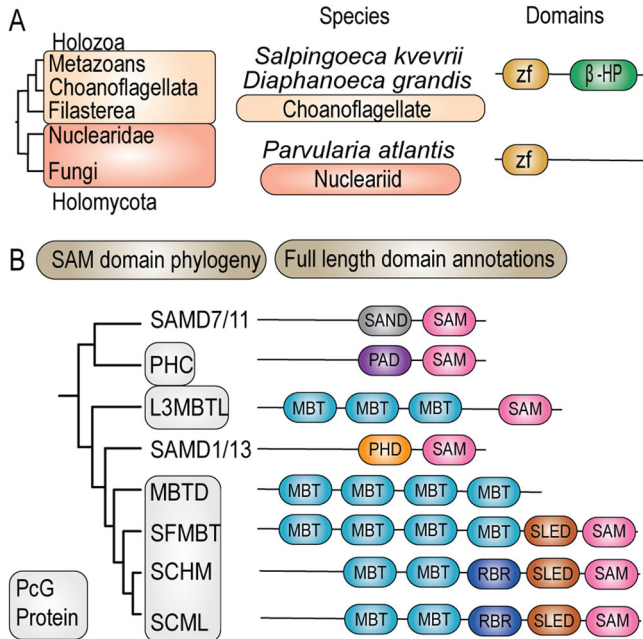 A
Species
Domains
Holozoa
Metazoans
Choanoflagellata
Filasterea
Nuclearidae
Fungi
Holomycota
Salpingoeca kvevrii
Diaphanoeca grandis
Choanoflagellate
zf β-HP
Parvularia atlantis
Nucleariid
zf
B
SAM domain phylogeny
Full length domain annotations
SAMD7/11 SAND SAM
PHC PAD SAM
L3MBTL MBT MBT MBT SAM
SAMD1/13 PHD SAM
MBTD MBT MBT MBT MBT
SFMBT MBT MBT MBT MBT SLED SAM
SCHM MBT MBT RBR SLED SAM
SCML MBT MBT RBR SLED SAM
PcG
Protein